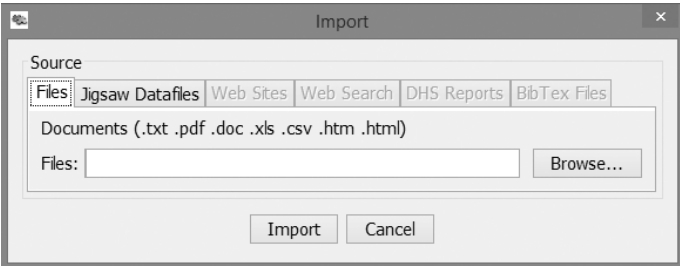 Import
Source
Files Jigsaw Datafiles Web Sites Web Search DHS Reports BibTex Files
Documents (.txt .pdf .doc .xls .csv .htm .html)
Files: Browse...
Import Cancel